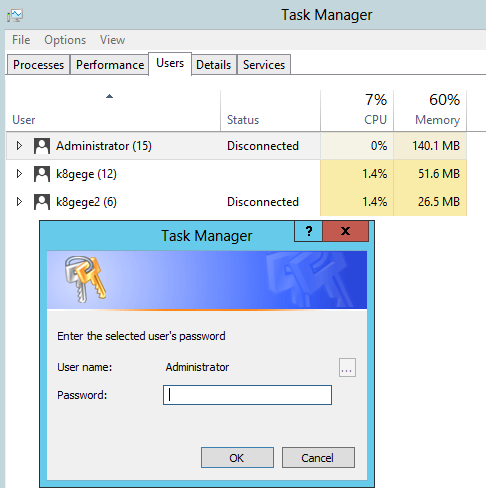 Task Manager
File Options View
Processes Performance Users Details Services
7% 60%
User Status CPU Memory
Administrator (15) Disconnected 0% 140.1 MB
k8gege (12) 1.4% 51.6 MB
k8gege2 (6) Disconnected 1.4% 26.5 MB
Task Manager ? x
Enter the selected user's password
User name: Administrator ...
Password:
OK Cancel